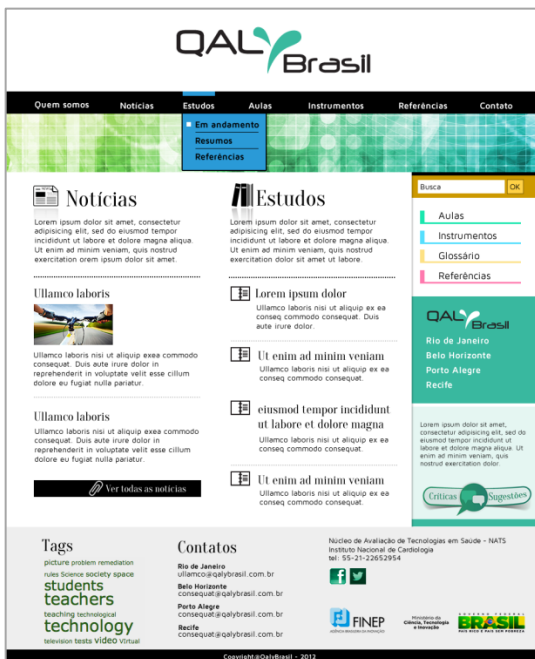 QALY Brasil
Quem somos
Notícias
Estudos
Aulas
Instrumentos
Referências
Contato
Em andamento
Resumos
Referências
Notícias
Lorem ipsum dolor sit amet, consectetur
adipisicing elit, sed do eiusmod tempor
incididunt ut labore et dolore magna aliqua.
Ut enim ad minim veniam, quis nostrud
exercitation orem ipsum dolor sit amet.
Ullamco laboris
Ullamco laboris nisi ut aliquip exea commodo
consequat. Duis aute irure dolor in
reprehenderit in voluptate velit esse cillum
dolore eu fugiat nulla pariatur.
Ullamco laboris
Ullamco laboris nisi ut aliquip exea commodo
consequat. Duis aute irure dolor in
reprehenderit in voluptate velit esse cillum
dolore eu fugiat nulla pariatur.
Ver todas as notícias
Estudos
Lorem ipsum dolor sit amet, consectetur
adipisicing elit, sed do eiusmod tempor
incididunt ut labore et dolore magna aliqua.
Ut enim ad minim veniam, quis nostrud
exercitation dolor sit amet ut labore.
Lorem ipsum dolor
Ullamco laboris nisi ut aliquip ex ea
conseq commodo consequat. Duis
aute irure dolor.
Ut enim ad minim veniam
Ullamco laboris nisi ut aliquip ex ea
conseq commodo consequat.
eiusmod tempor incididunt
ut labore et dolore magna
Ullamco laboris nisi ut aliquip ex ea
commodo consequat.
Ut enim ad minim veniam
Ullamco laboris nisi ut aliquip ex ea
conseq commodo consequat.
Busca
OK
Aulas
Instrumentos
Glossário
Referências
QALY Brasil
Rio de Janeiro
Belo Horizonte
Porto Alegre
Recife
Lorem ipsum dolor sit amet,
consectetur adipisicing elit, sed do
eiusmod tempor incididunt ut labore
et dolore magna aliqua. Ut enim ad
minim veniam, quis
nostrud exercitation dolor.
Críticas
Sugestões
Tags
picture problem remediation
rules Science society space
students
teachers
teaching technological
technology
television tests video Virtual
Contatos
Rio de Janeiro
ullamco@qalybrasil.com.br
Belo Horizonte
consequat@qalybrasil.com.br
Porto Alegre
consequat@qalybrasil.com.br
Recife
consequat@qalybrasil.com.br
Núcleo de Avaliação de Tecnologias em Saúde - NATS
Instituto Nacional de Cardiologia
tel: 55-21-22652954
FINEP
Ministério da
Ciência, Tecnologia
e Inovação
GOVERNO FEDERAL
BRASIL
PAÍS RICO É PAÍS SEM POBREZA
Copyright@QalyBrasil - 2012